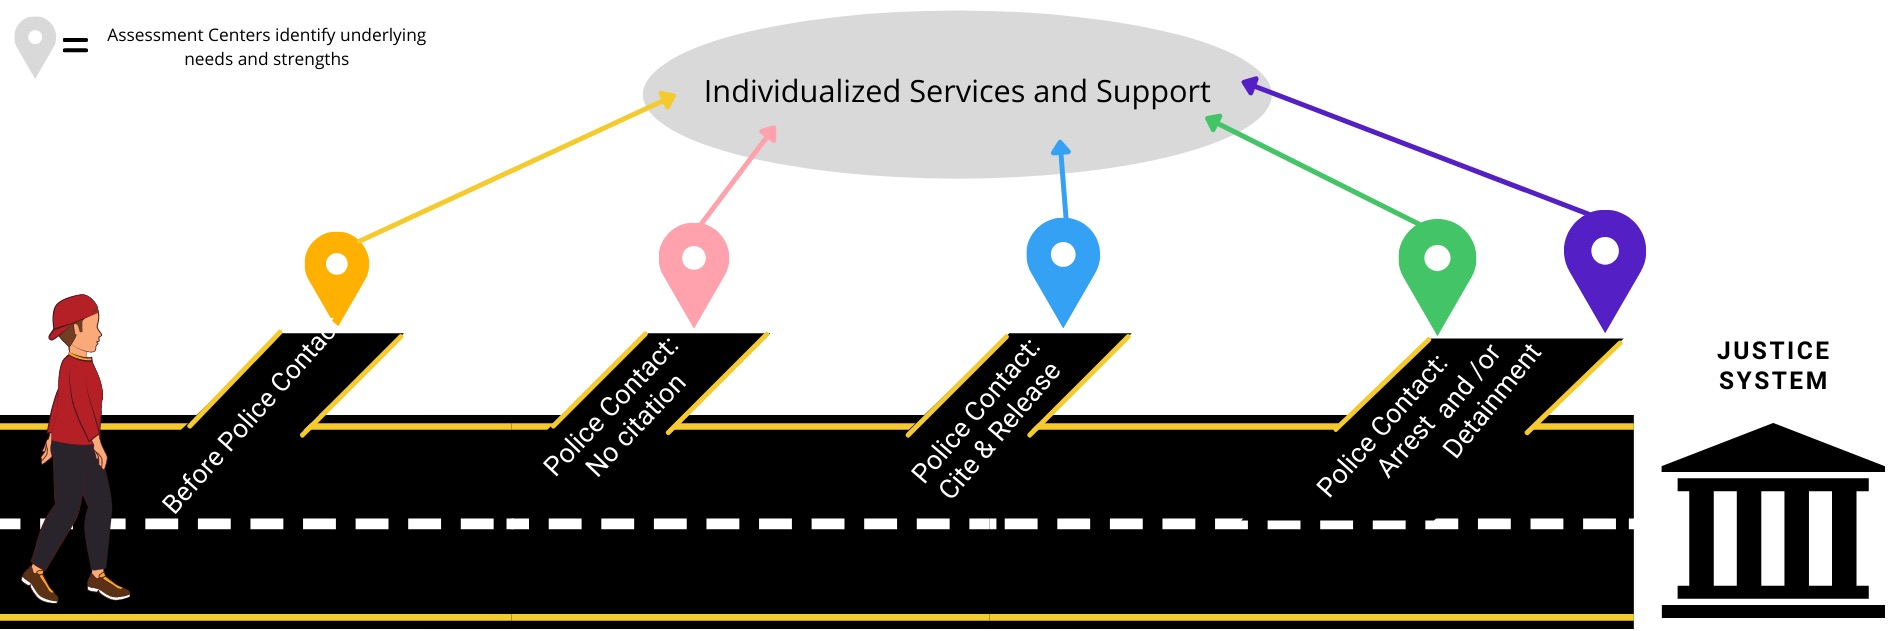 Assessment Centers identify underlying
needs and strengths
Individualized Services and Support
Before Police Contac
Police Contact:
No citation
Police Contact:
Cite & Release
Police Contact:
Arrest and /or
Detainment
JUSTICE
SYSTEM